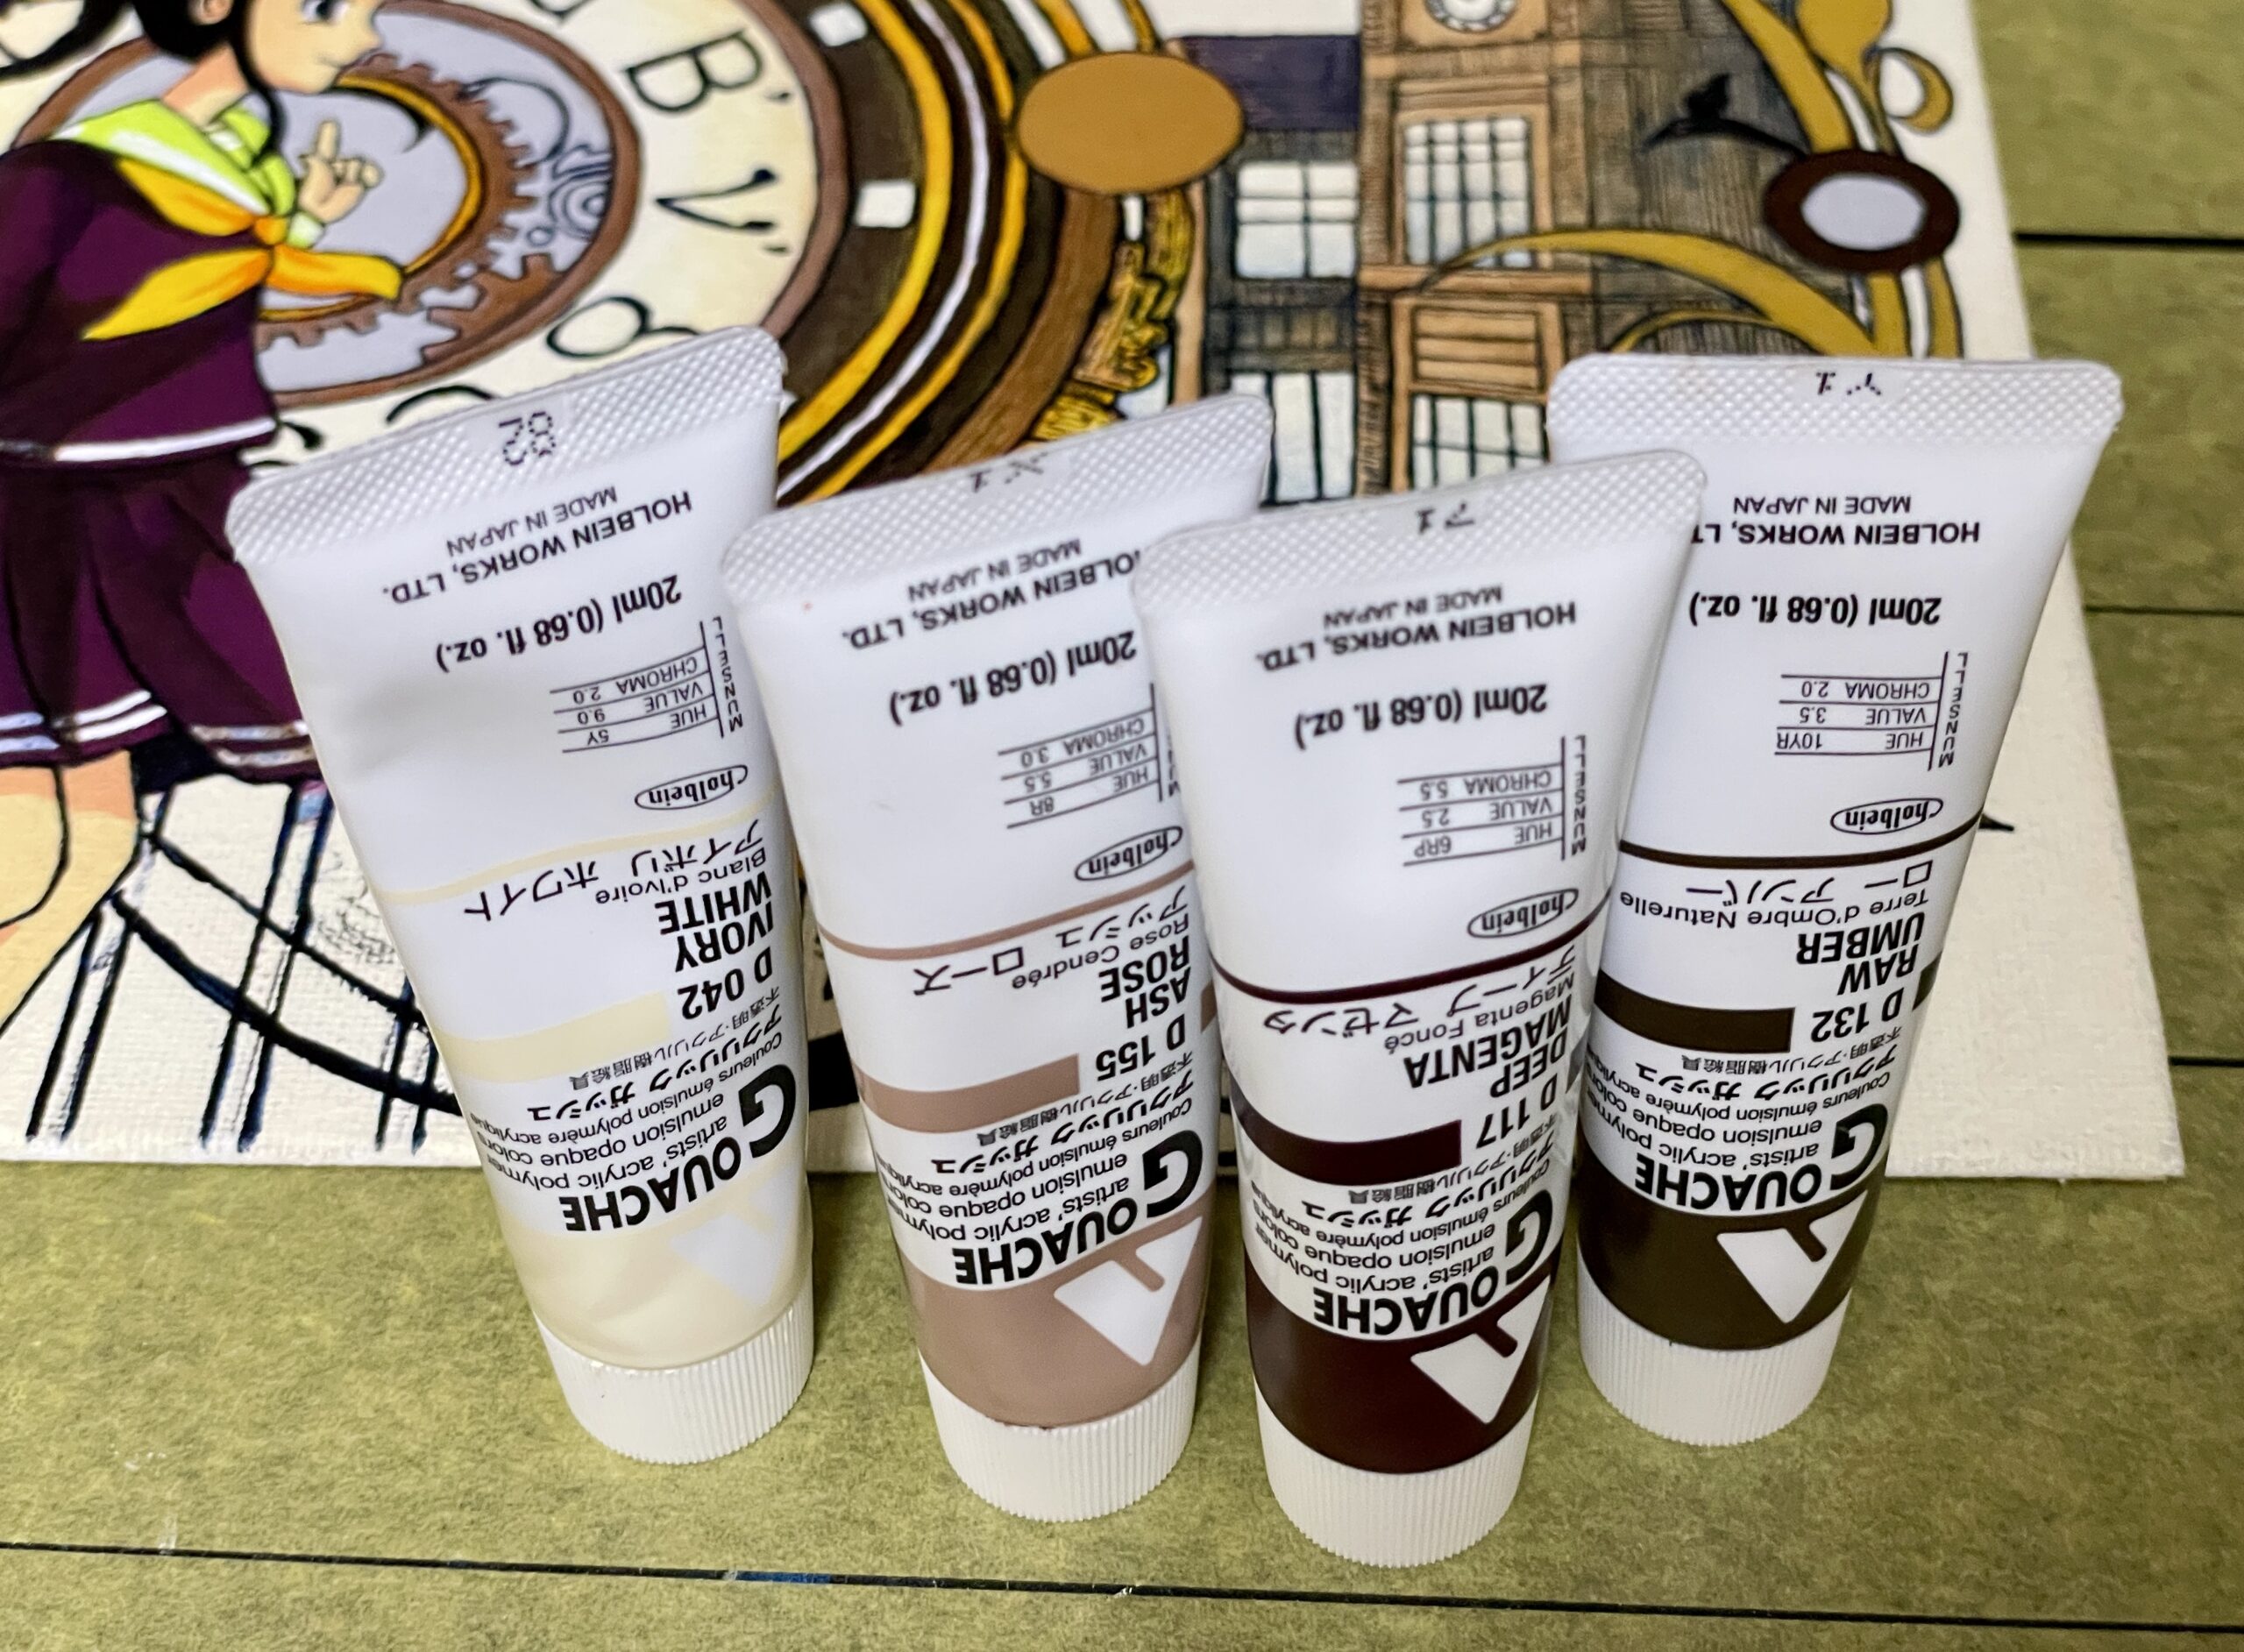 GOUACHE
artists' acrylic polymer
emulsion opaque colors
Couleurs émulsion polymère acrylique
アクリリック ガッシュ
不透明・アクリル樹脂絵具
D 042
IVORY
WHITE
Blanc d'Ivoire
アイボリ ホワイト
holbein
MUNSELL
HUE 5Y
VALUE 9.0
CHROMA 2.0
20ml (0.68 fl. oz.)
HOLBEIN WORKS, LTD.
MADE IN JAPAN
GOUACHE
artists' acrylic polymer
emulsion opaque colors
Couleurs émulsion polymère acrylique
アクリリック ガッシュ
不透明・アクリル樹脂絵具
D 155
ASH
ROSE
Rose Cendrée
アッシュ ローズ
holbein
HUE 8R
VALUE 5.5
CHROMA 3.0
20ml (0.68 fl. oz.)
HOLBEIN WORKS, LTD.
MADE IN JAPAN
GOUACHE
artists' acrylic polymer
emulsion opaque colors
Couleurs émulsion polymère acrylique
アクリリック ガッシュ
不透明・アクリル樹脂絵具
D 117
DEEP
MAGENTA
Magenta Foncé
ディープ マゼンタ
holbein
MUNSELL
HUE 6RP
VALUE 2.5
CHROMA 5.5
20ml (0.68 fl. oz.)
HOLBEIN WORKS, LTD.
MADE IN JAPAN
GOUACHE
artists' acrylic polymer
emulsion opaque colors
Couleurs émulsion polymère acrylique
アクリリック ガッシュ
不透明・アクリル樹脂絵具
D 132
RAW
UMBER
Terre d'Ombre Naturelle
ロー アンバー
holbein
MUNSELL
HUE 10YR
VALUE 3.5
CHROMA 2.0
20ml (0.68 fl. oz.)
HOLBEIN WORKS, LT
MADE IN JAPAN